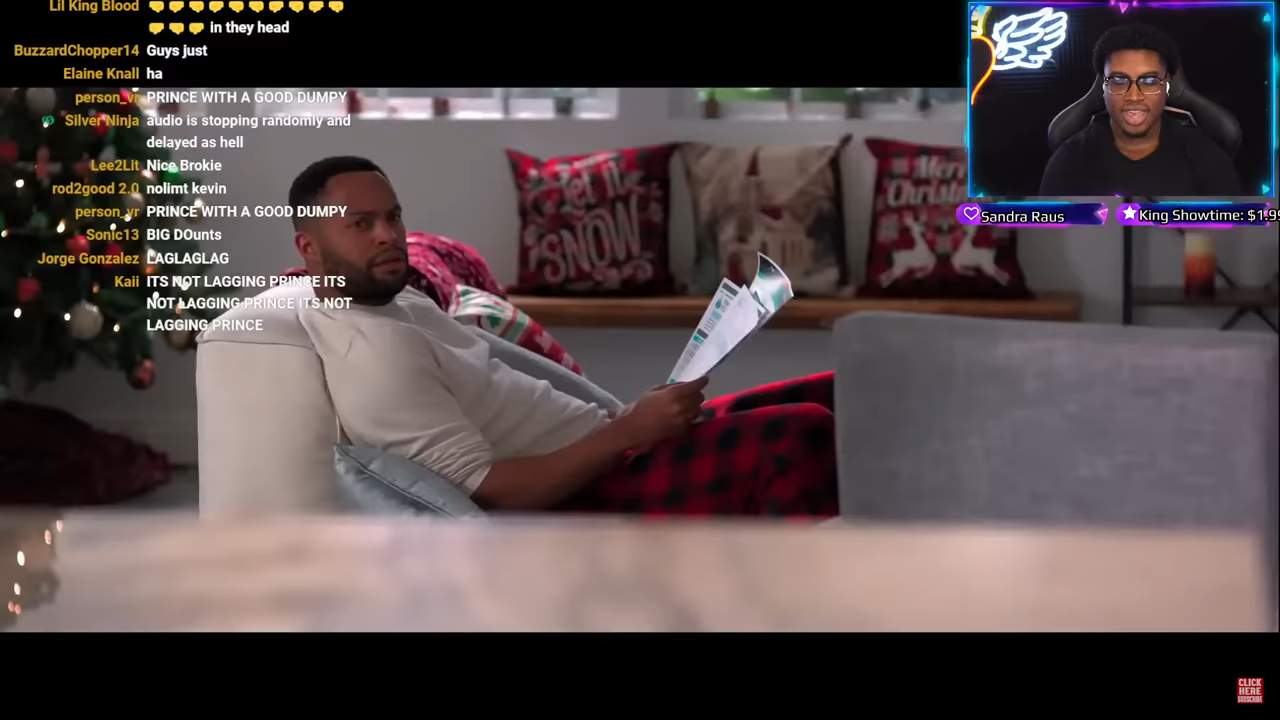 Lil King Blood
in they head
BuzzardChopper14 Guys just
Elaine Knall ha
person_vr PRINCE WITH A GOOD DUMPY
Silver Ninja audio is stopping randomly and
delayed as hell
Lee2Lit Nice Brokie
rod2good 2.0 nolimt kevin
person_vr PRINCE WITH A GOOD DUMPY
Sonic13 BIG DOunts
Jorge Gonzalez LAGLAGLAG
Kaii ITS NOT LAGGING PRINCE ITS
NOT LAGGING PRINCE ITS NOT
LAGGING PRINCE
Let it
SNOW
Merry
Christm
Sandra Raus
King Showtime: $1.99
CLICK
HERE
SUBSCRIBE